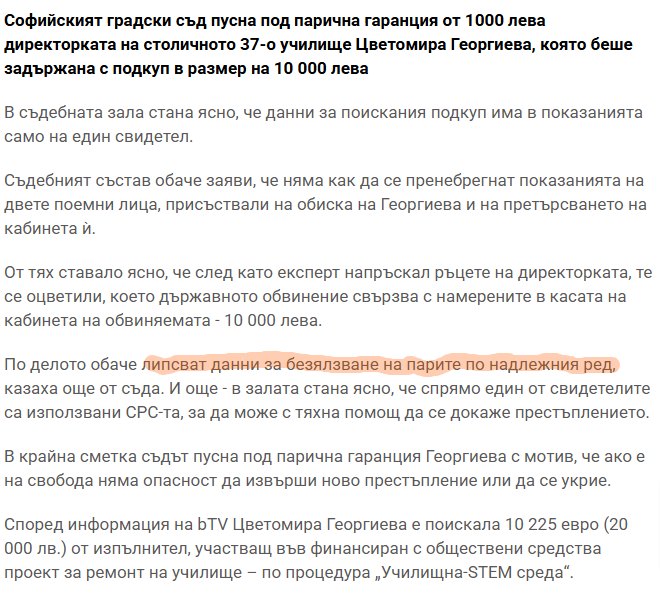 Софийският градски съд пусна под парична гаранция от 1000 лева
директорката на столичното 37-о училище Цветомира Георгиева, която беше
задържана с подкуп в размер на 10 000 лева
В съдебната зала стана ясно, че данни за поискания подкуп има в показанията
само на един свидетел.
Съдебният състав обаче заяви, че няма как да се пренебрегнат показанията на
двете поемни лица, присъствали на обиска на Георгиева и на претърсването на
кабинета ѝ.
От тях ставало ясно, че след като експерт напръскал ръцете на директорката, те
се оцветили, което държавното обвинение свързва с намерените в касата на
кабинета на обвиняемата - 10 000 лева.
По делото обаче липсват данни за безялзване на парите по надлежния ред,
казаха още от съда. И още - в залата стана ясно, че спрямо един от свидетелите
са използвани СРС-та, за да може с тяхна помощ да се докаже престъплението.
В крайна сметка съдът пусна под парична гаранция Георгиева с мотив, че ако е
на свобода няма опасност да извърши ново престъпление или да се укрие.
Според информация на bTV Цветомира Георгиева е поискала 10 225 евро (20
000 лв.) от изпълнител, участващ във финансиран с обществени средства
проект за ремонт на училище – по процедура „Училищна-STEM среда“.